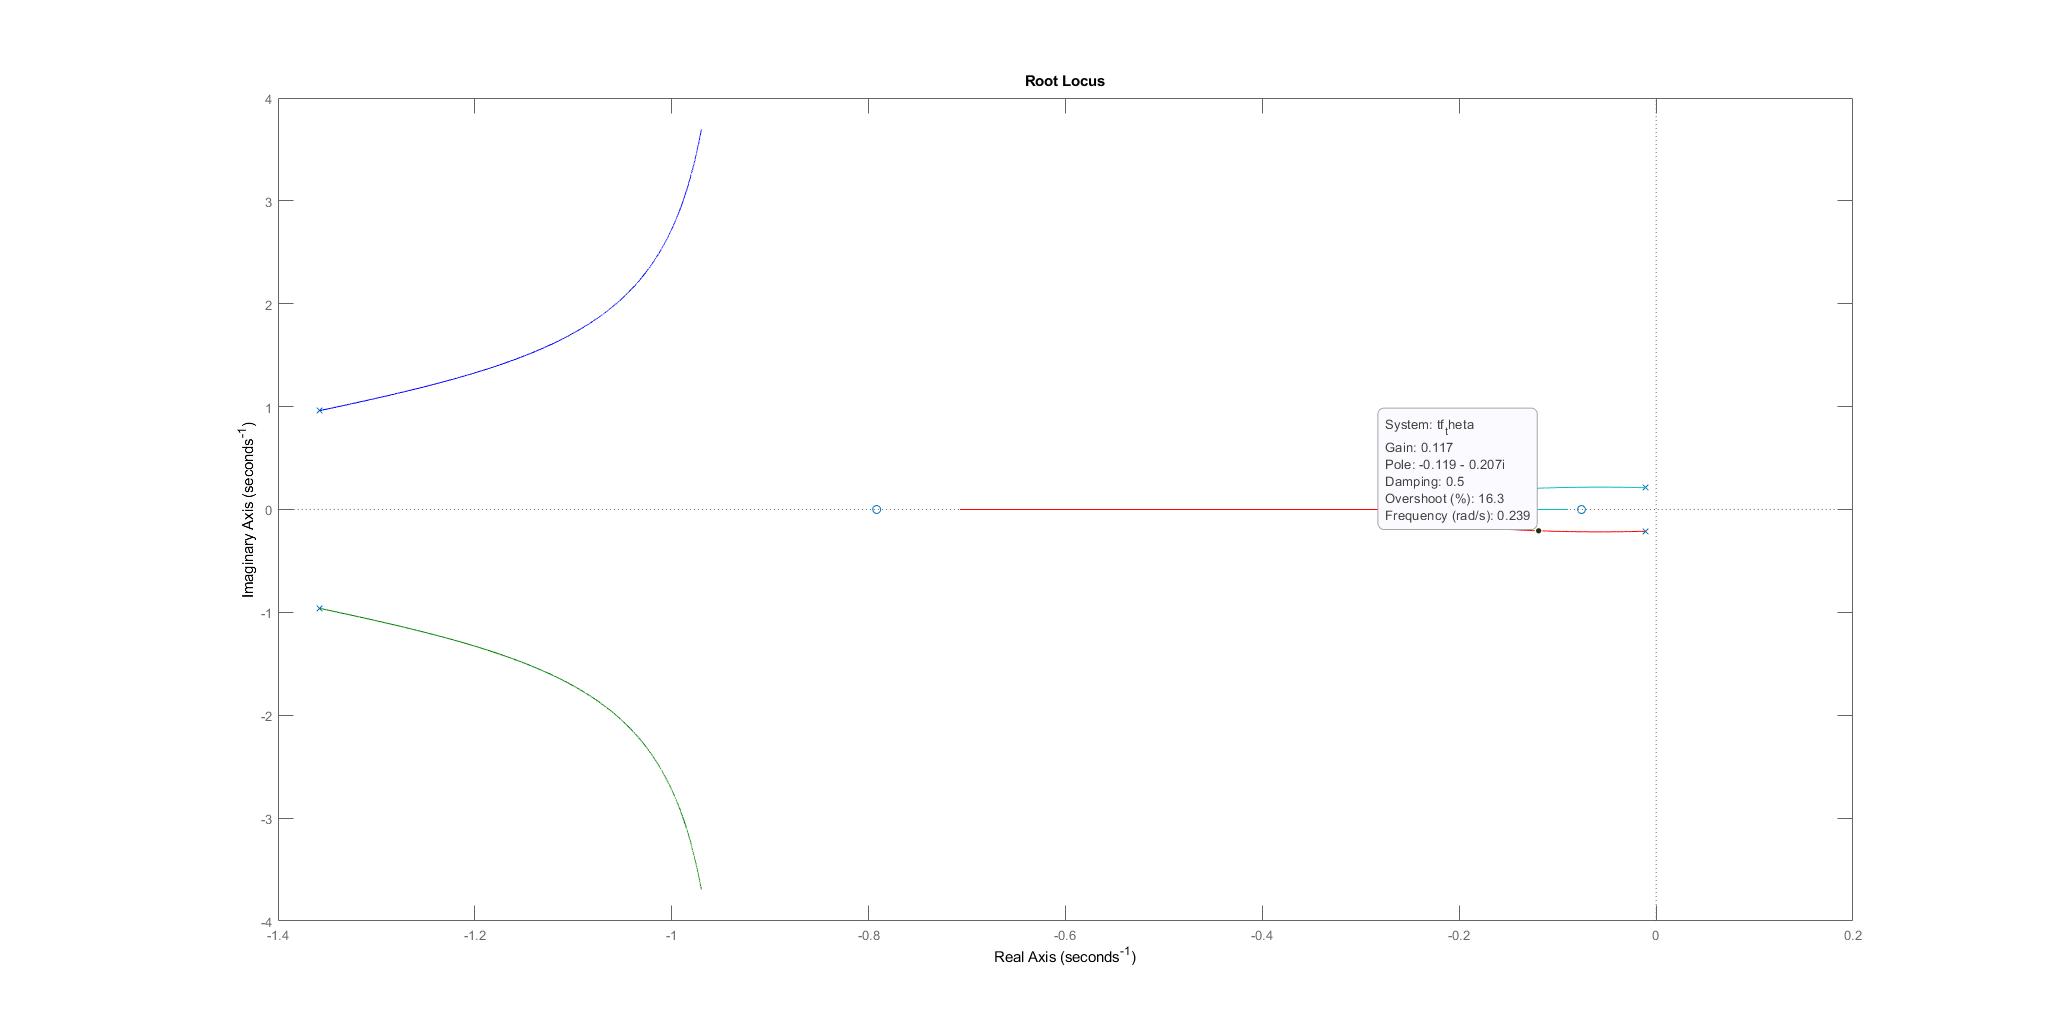 Root Locus
4
3
2
1
0
-1
-2
-3
-4
Imaginary Axis (seconds-1)
System: tftheta
Gain: 0.117
Pole: -0.119 - 0.207i
Damping: 0.5
Overshoot (%): 16.3
Frequency (rad/s): 0.239
-1.4 -1.2 -1 -0.8 -0.6 -0.4 -0.2 0 0.2
Real Axis (seconds-1)